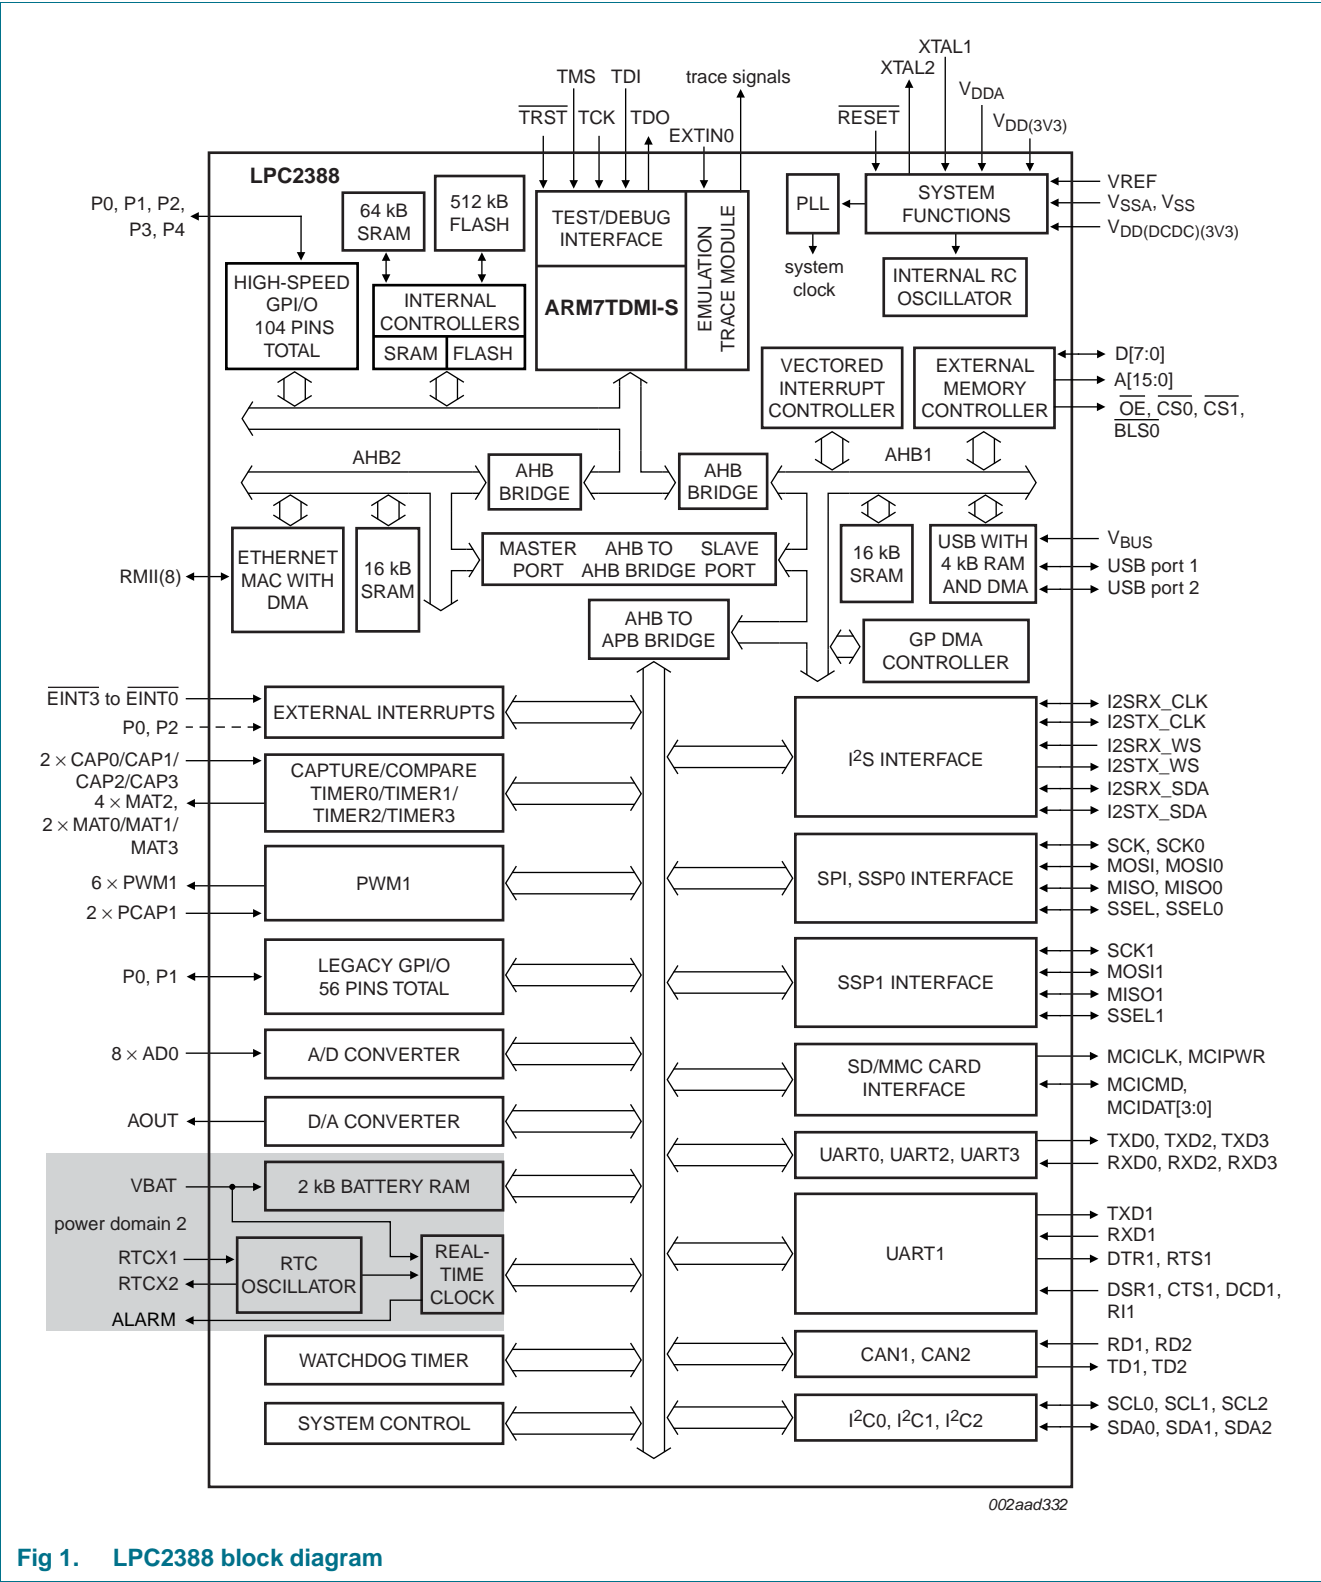 XTAL1
XTAL2
VDDA
VDD(3V3)
TMS TDI trace signals
TRST TCK TDO
EXTIN0
RESET
LPC2388
P0, P1, P2,
P3, P4
64 kB
SRAM
512 kB
FLASH
TEST/DEBUG
INTERFACE
ARM7TDMI-S
EMULATION
TRACE MODULE
PLL
system
clock
SYSTEM
FUNCTIONS
VREF
VSSA, VSS
VDD(DCDC)(3V3)
INTERNAL RC
OSCILLATOR
HIGH-SPEED
GPI/O
104 PINS
TOTAL
INTERNAL
CONTROLLERS
SRAM FLASH
VECTORED
INTERRUPT
CONTROLLER
EXTERNAL
MEMORY
CONTROLLER
D[7:0]
A[15:0]
OE, CS0, CS1,
BLS0
AHB2
AHB
BRIDGE
AHB
BRIDGE
AHB1
ETHERNET
MAC WITH
DMA
RMII(8)
16 kB
SRAM
MASTER
PORT
AHB TO
AHB BRIDGE
SLAVE
PORT
16 kB
SRAM
USB WITH
4 kB RAM
AND DMA
VBUS
USB port 1
USB port 2
AHB TO
APB BRIDGE
GP DMA
CONTROLLER
EINT3 to EINT0
P0, P2
EXTERNAL INTERRUPTS
2 × CAP0/CAP1/
CAP2/CAP3
4 × MAT2,
2 × MAT0/MAT1/
MAT3
CAPTURE/COMPARE
TIMER0/TIMER1/
TIMER2/TIMER3
6 × PWM1
2 × PCAP1
PWM1
P0, P1
LEGACY GPI/O
56 PINS TOTAL
8 × AD0
A/D CONVERTER
AOUT
D/A CONVERTER
VBAT
2 kB BATTERY RAM
power domain 2
RTCX1
RTCX2
RTC
OSCILLATOR
REAL-
TIME
CLOCK
ALARM
WATCHDOG TIMER
SYSTEM CONTROL
I2S INTERFACE
I2SRX_CLK
I2STX_CLK
I2SRX_WS
I2STX_WS
I2SRX_SDA
I2STX_SDA
SPI, SSP0 INTERFACE
SCK, SCK0
MOSI, MOSI0
MISO, MISO0
SSEL, SSEL0
SSP1 INTERFACE
SCK1
MOSI1
MISO1
SSEL1
SD/MMC CARD
INTERFACE
MCICLK, MCIPWR
MCICMD,
MCIDAT[3:0]
UART0, UART2, UART3
TXD0, TXD2, TXD3
RXD0, RXD2, RXD3
UART1
TXD1
RXD1
DTR1, RTS1
DSR1, CTS1, DCD1,
RI1
CAN1, CAN2
RD1, RD2
TD1, TD2
I2C0, I2C1, I2C2
SCL0, SCL1, SCL2
SDA0, SDA1, SDA2
002aad332
Fig 1. LPC2388 block diagram